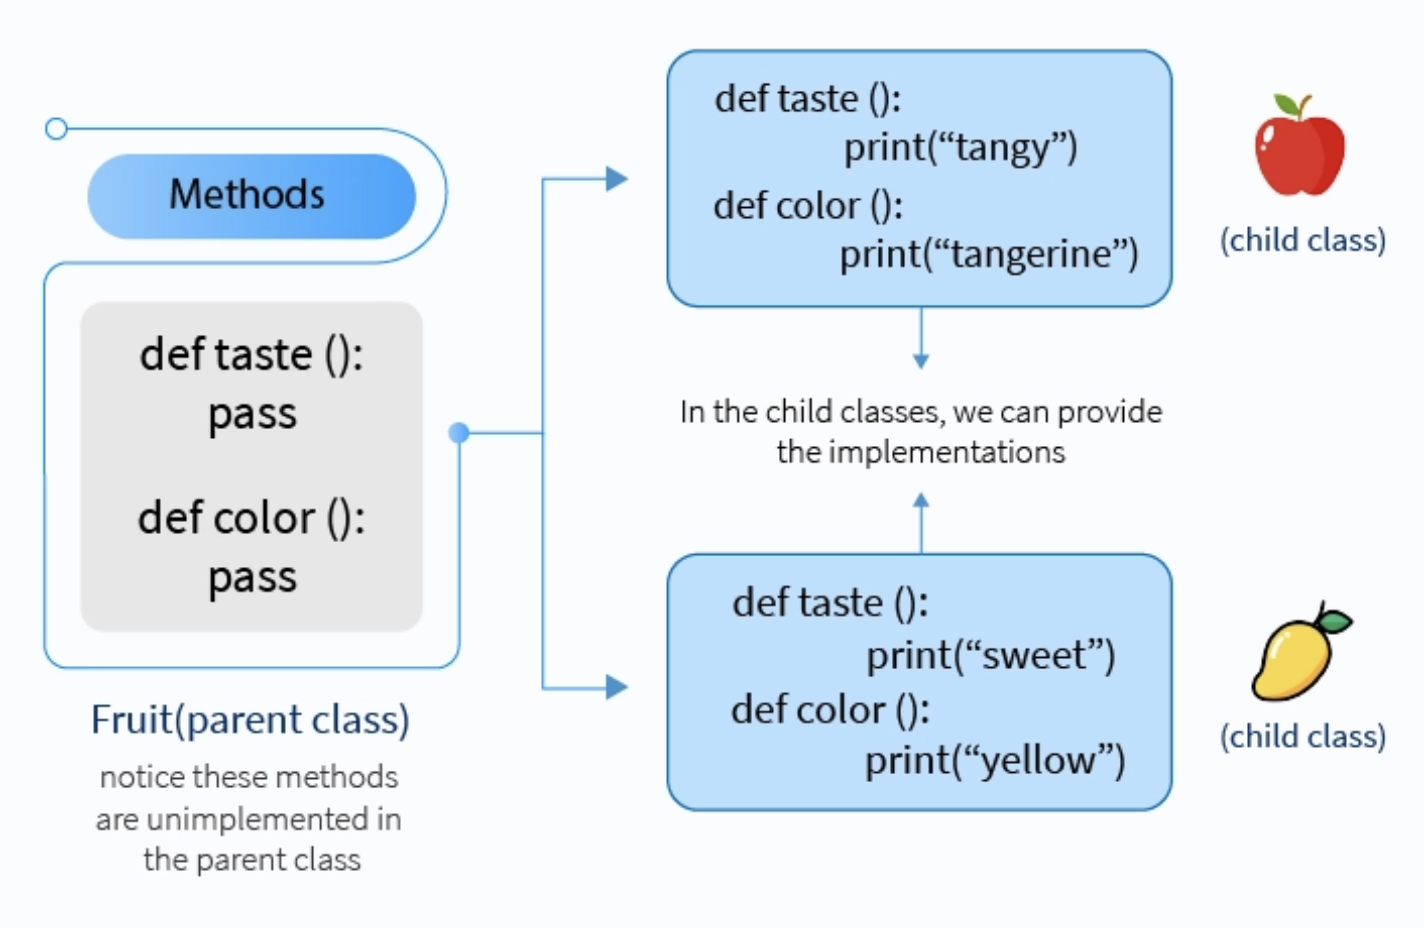 Methods
def taste ():
pass
def color ():
pass
Fruit(parent class)
notice these methods
are unimplemented in
the parent class
def taste ():
print(“tangy”)
def color ():
print(“tangerine”)
(child class)
In the child classes, we can provide
the implementations
def taste ():
print(“sweet”)
def color ():
print(“yellow”)
(child class)